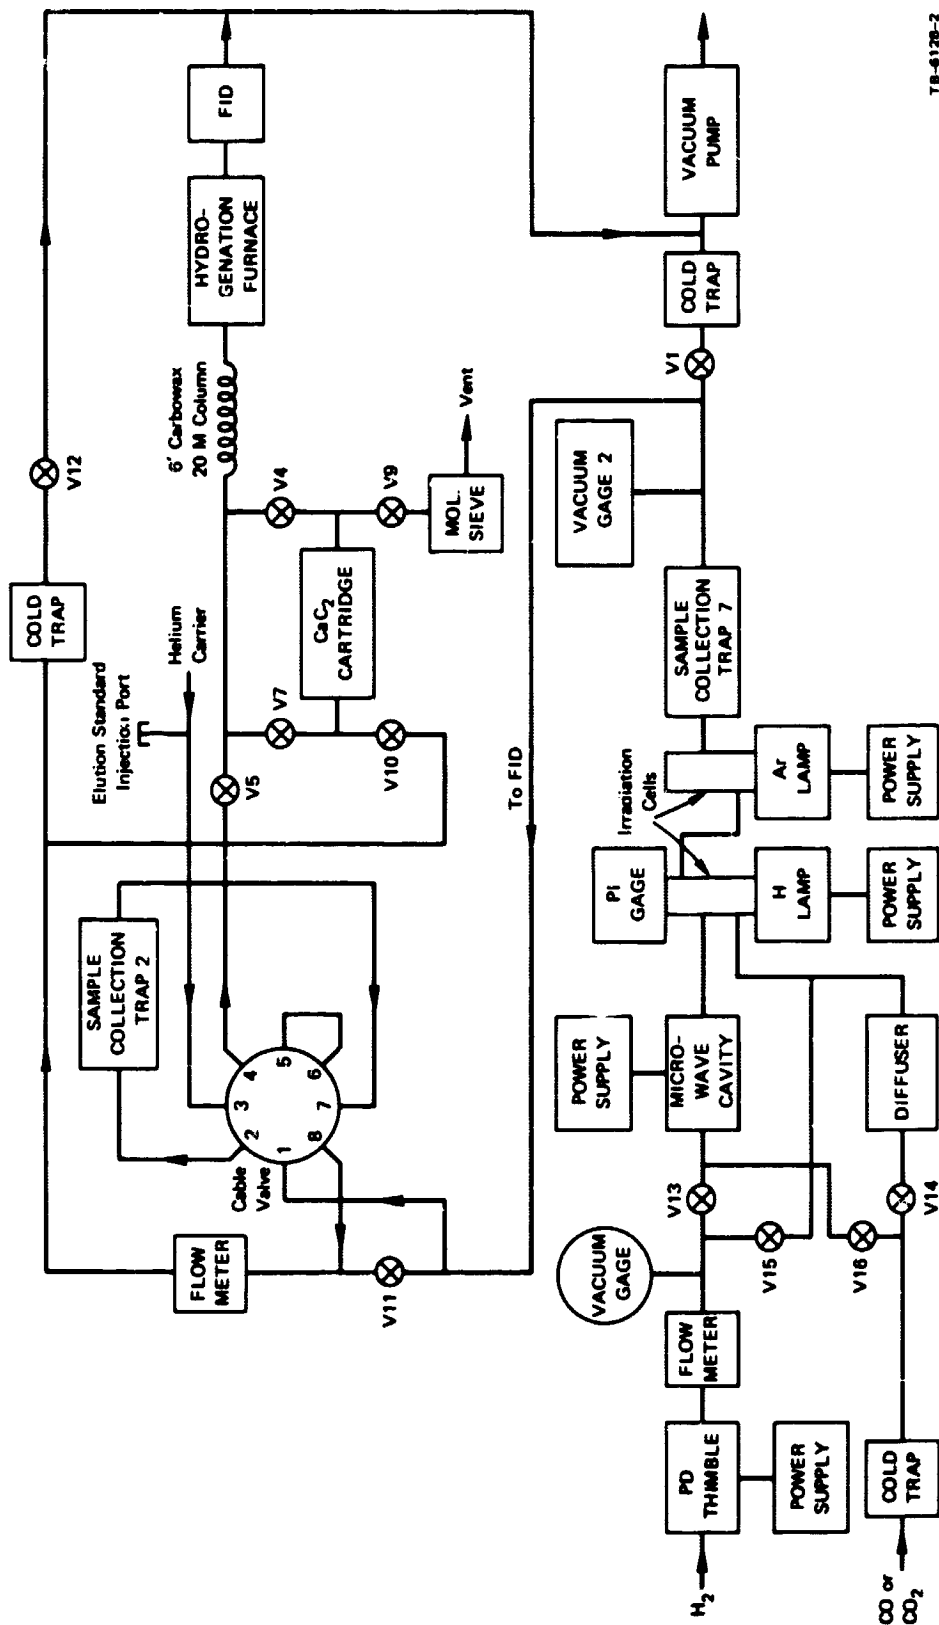 COLD
TRAP
V12
Elution Standard
Injection Port
Helium
Carrier
6' Carbowax
20 M Column
HYDRO-
GENATION
FURNACE
FID
SAMPLE
COLLECTION
TRAP 2
V5
V7
V4
CaC2
CARTRIDGE
V10
V9
MOL.
SIEVE
Vent
FLOW
METER
Cable
Valve
1
2
3
4
5
6
7
8
V11
To FID
VACUUM
GAGE
POWER
SUPPLY
PI
GAGE
Irradiation
Cells
VACUUM
GAGE 2
H2
PD
THIMBLE
FLOW
METER
V13
MICRO-
WAVE
CAVITY
SAMPLE
COLLECTION
TRAP 7
V1
COLD
TRAP
VACUUM
PUMP
POWER
SUPPLY
V15
V16
H
LAMP
Ar
LAMP
CO or
CO2
COLD
TRAP
V14
DIFFUSER
POWER
SUPPLY
POWER
SUPPLY
TB-6128-2